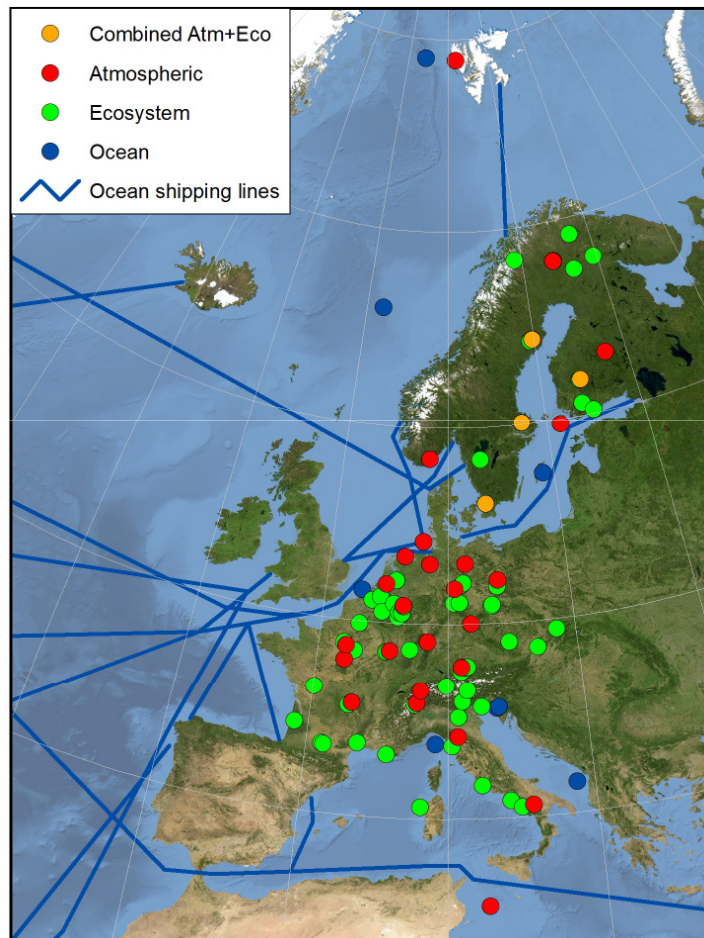 Combined Atm+Eco
Atmospheric
Ecosystem
Ocean
Ocean shipping lines